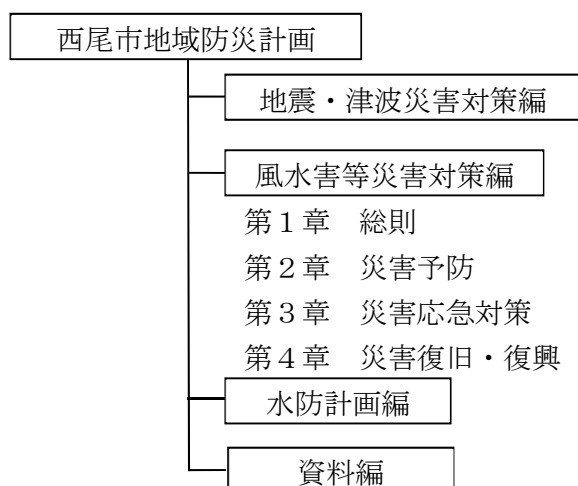 西尾市地域防災計画
地震・津波災害対策編
風水害等災害対策編
第１章　総則
第２章　災害予防
第３章　災害応急対策
第４章　災害復旧・復興
水防計画編
資料編